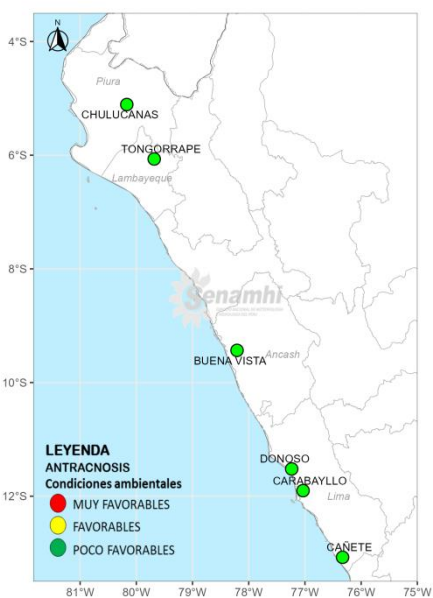 N
4°S
Piura
CHULUCANAS
TONGORRAPE
6°S
Lambayeque
8°S
Senamhi
BUENA VISTA
Ancash
10°S
LEYENDA
ANTRACNOSIS
Condiciones ambientales
MUY FAVORABLES
FAVORABLES
POCO FAVORABLES
DONOSO
CARABAYLLO
Lima
12°S
CAÑETE
81°W
80°W
79°W
78°W
77°W
76°W
75°W